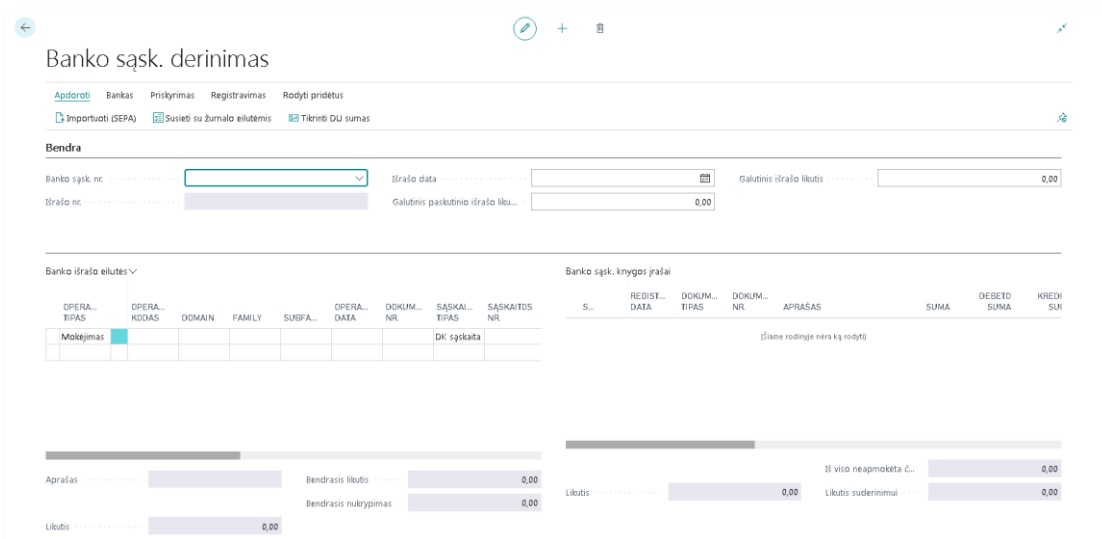 Banko sąsk. derinimas
Apdoroti Bankas Priskyrimas Registravimas Rodyti pridėtus
Importuoti (SEPA) Susieti su žurnalo eilutėmis Tikrinti DU sumas
Bendra
Banko sąsk. nr. Išrašo data Galutinis išrašo likutis 0,00
Išrašo nr. Galutinis paskutinio išrašo liku... 0,00
Banko išrašo eilutės Banko sąsk. knygos įrašai
OPERA... TIPAS OPERA... KODAS DOMAIN FAMILY SUBFA... OPERA... DATA DOKUM... NR. SĄSKAI... TIPAS SĄSKAITOS NR.
S... REGIST... DATA DOKUM... TIPAS DOKUM... NR. APRAŠAS SUMA DEBETO SUMA
Mokėjimas DK sąskaita
(Šiame rodinyje nėra ką rodyti)
Aprašas Bendrasis likutis 0,00
Bendrasis nukrypimas 0,00
Likutis 0,00
Iš viso neapmokėta č... 0,00
Likutis 0,00 Likutis suderinimui 0,00